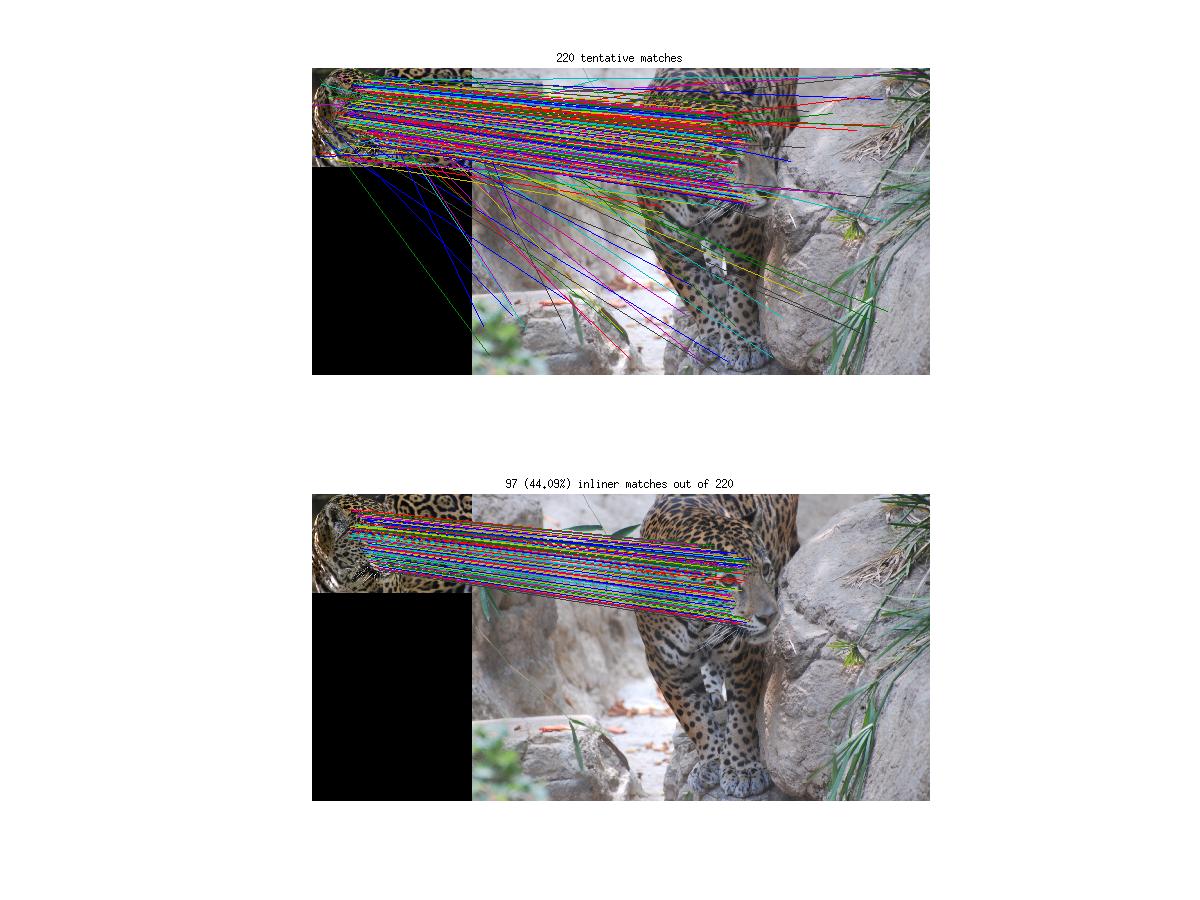 220 tentative matches
97 (44.09%) inliner matches out of 220